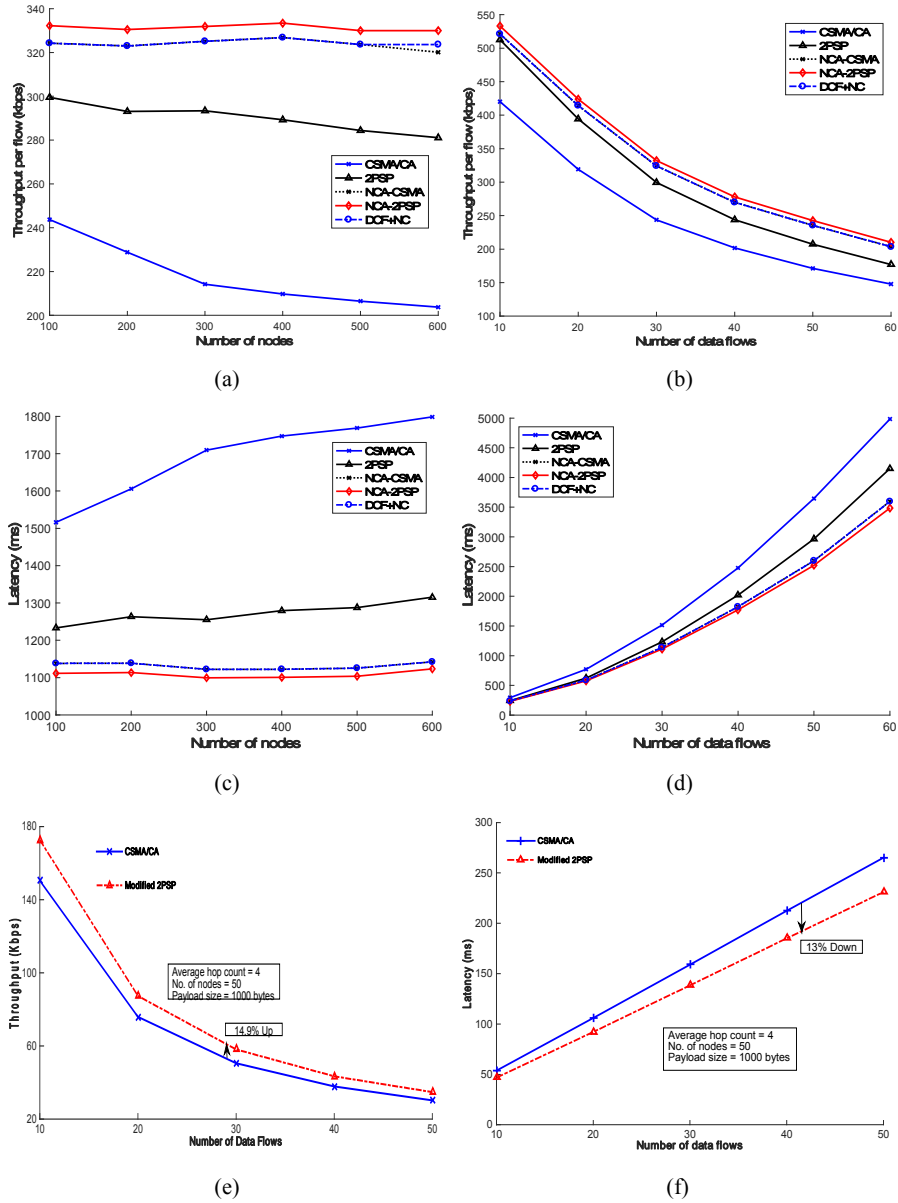 340
320
300
280
260
240
220
200
Throughput per flow (kbps)
CSMA/CA
2PSP
NCA-CSMA
NCA-2PSP
DCF+NC
100 200 300 400 500 600
Number of nodes
(a)
550
500
450
400
350
300
250
200
150
100
Throughput per flow (kbps)
CSMA/CA
2PSP
NCA-CSMA
NCA-2PSP
DCF+NC
10 20 30 40 50 60
Number of data flows
(b)
1800
1700
1600
1500
1400
1300
1200
1100
1000
Latency (ms)
CSMA/CA
2PSP
NCA-CSMA
NCA-2PSP
DCF+NC
100 200 300 400 500 600
Number of nodes
(c)
5000
4500
4000
3500
3000
2500
2000
1500
1000
500
0
Latency (ms)
CSMA/CA
2PSP
NCA-CSMA
NCA-2PSP
DCF+NC
10 20 30 40 50 60
Number of data flows
(d)
180
140
100
60
20
Throughput (Kbps)
CSMA/CA
Modified 2PSP
Average hop count = 4
No. of nodes = 50
Payload size = 1000 bytes
14.9% Up
10 20 30 40 50
Number of Data Flows
(e)
300
250
200
150
100
50
0
Latency (ms)
CSMA/CA
Modified 2PSP
13% Down
Average hop count = 4
No. of nodes = 50
Payload size = 1000 bytes
10 20 30 40 50
Number of data flows
(f)